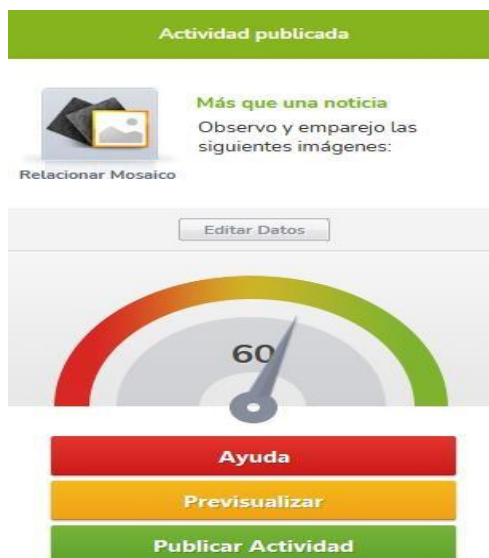 Actividad publicada
Más que una noticia
Observo y emparejo las
siguientes imágenes:
Relacionar Mosaico
Editar Datos
60
Ayuda
Previsualizar
Publicar Actividad